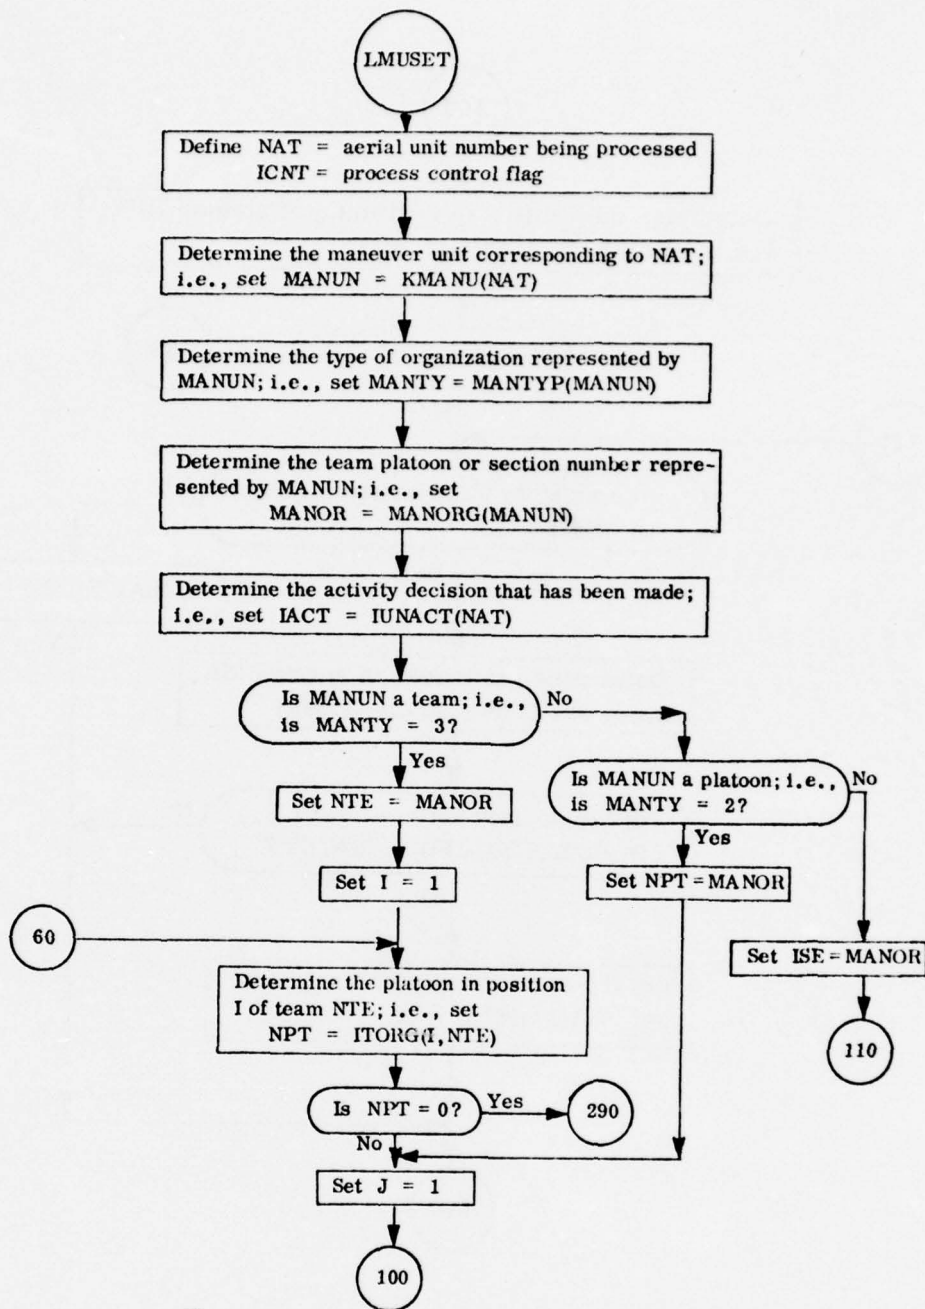 LMUSET
Define NAT = aerial unit number being processed
ICNT = process control flag
Determine the maneuver unit corresponding to NAT;
i.e., set MANUN = KMANU(NAT)
Determine the type of organization represented by
MANUN; i.e., set MANTY = MANTYP(MANUN)
Determine the team platoon or section number repre-
sented by MANUN; i.e., set
MANOR = MANORG(MANUN)
Determine the activity decision that has been made;
i.e., set IACT = IUNACT(NAT)
Is MANUN a team; i.e.,
is MANTY = 3?
No
Yes
Is MANUN a platoon; i.e.,
is MANTY = 2?
No
Yes
Set NTE = MANOR
Set I = 1
Set NPT = MANOR
60
Set ISE = MANOR
Determine the platoon in position
I of team NTE; i.e., set
NPT = ITORG(I,NTE)
110
Is NPT = 0?
Yes
290
No
Set J = 1
100